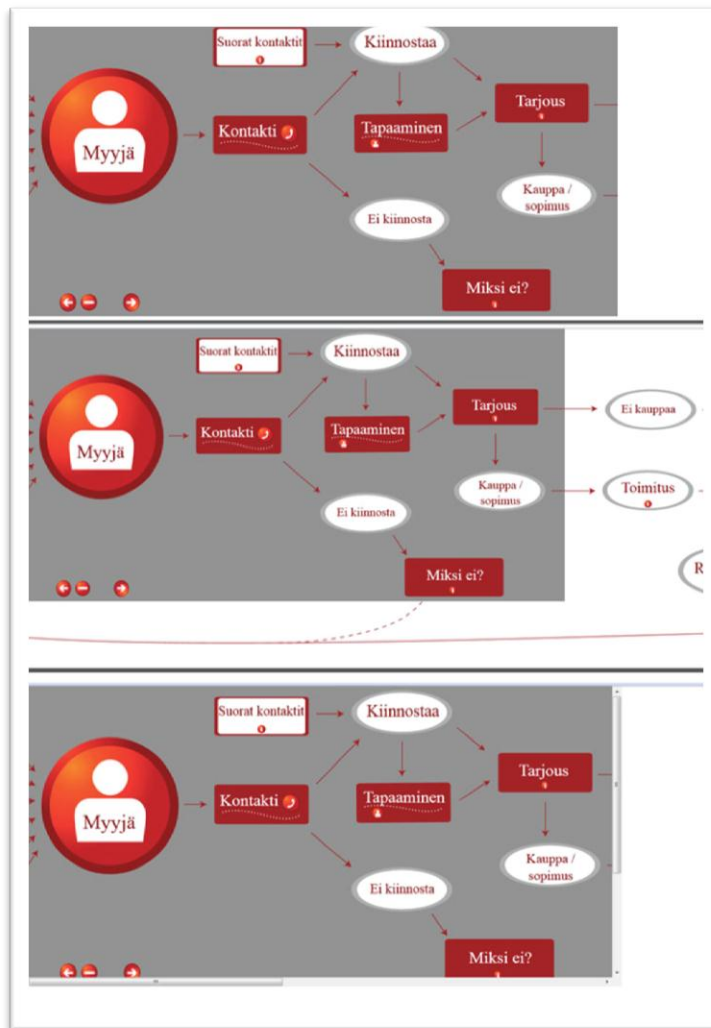 Suorat kontaktit
Kiinnostaa
Tarjous
Myyjä
Kontakti
Tapaaminen
Kauppa /
sopimus
Ei kiinnosta
Miksi ei?
Suorat kontaktit
Kiinnostaa
Tarjous
Ei kauppaa
Myyjä
Kontakti
Tapaaminen
Kauppa /
sopimus
Toimitus
Ei kiinnosta
Miksi ei?
R
Suorat kontaktit
Kiinnostaa
Tarjous
Myyjä
Kontakti
Tapaaminen
Kauppa /
sopimus
Ei kiinnosta
Miksi ei?